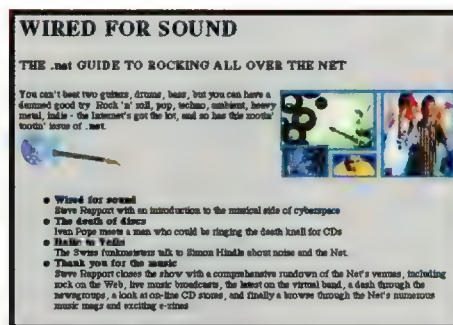 WIRED FOR SOUND
THE .net GUIDE TO ROCKING ALL OVER THE NET
You can't beat two guitars, drums, bass, but you can have a
damned good try. Rock 'n' roll, pop, techno, ambient, heavy
metal, indie - the Internet's got the lot, and so has this rootin'
tootin' issue of .net.
Wired for sound
Steve Rapport with an introduction to the musical side of cyberspace
The death of discs
Ivan Pope meets a man who could be ringing the death knell for CDs
Hello to Yello
The Swiss funkmeisters talk to Simon Hindle about noise and the Net.
Thank you for the music
Steve Rapport closes the show with a comprehensive rundown of the Net's venues, including
rock on the Web, live music broadcasts, the latest on the virtual band, a dash through the
newsgroups, a look at on-line CD stores, and finally a browse through the Net's numerous
music mags and exciting e-zines